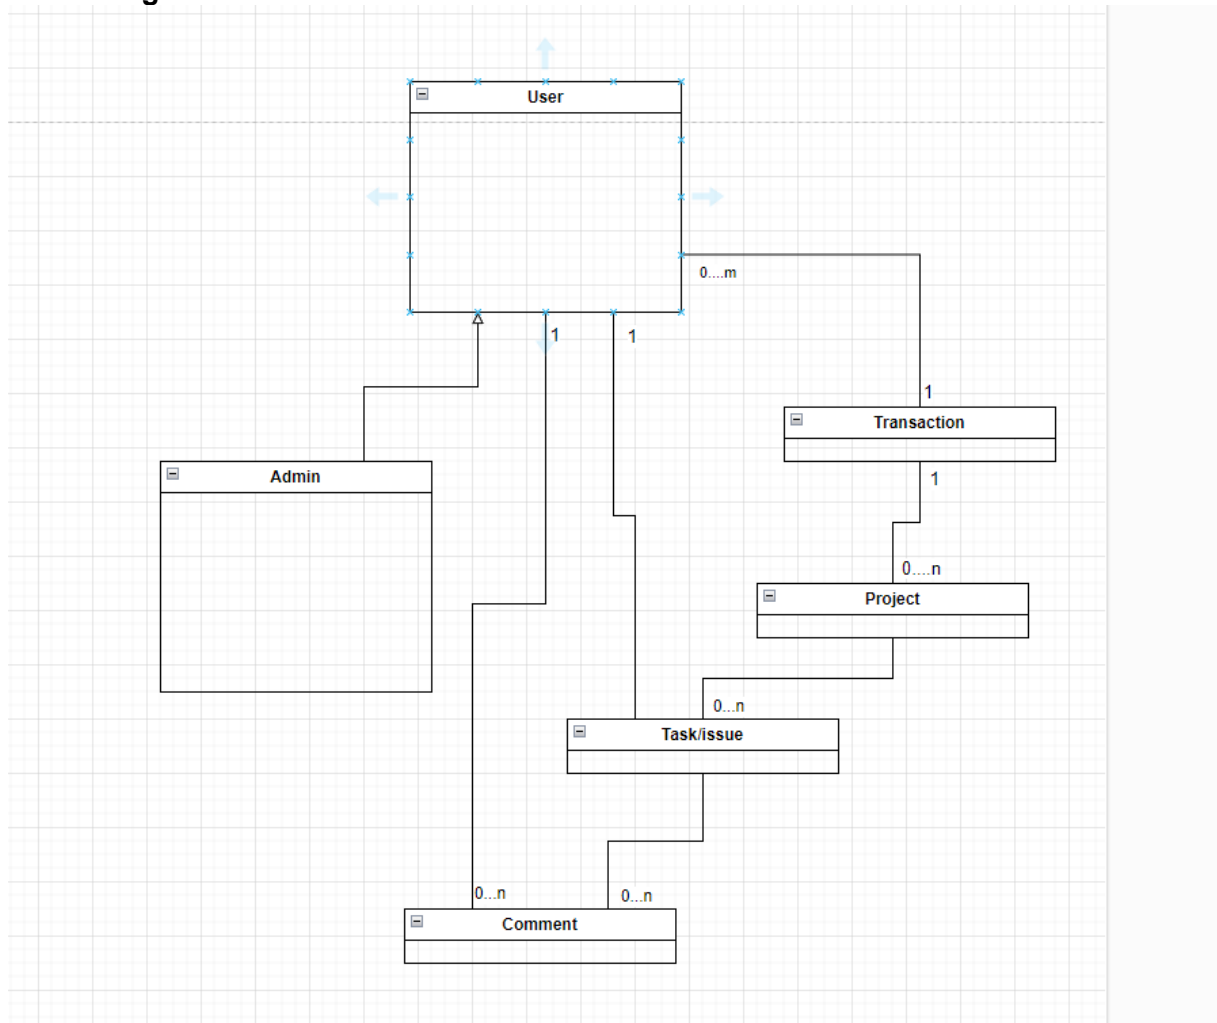 User
0....m
1
1
1
Transaction
Admin
1
0....n
Project
0...n
Task/issue
0...n
0...n
Comment